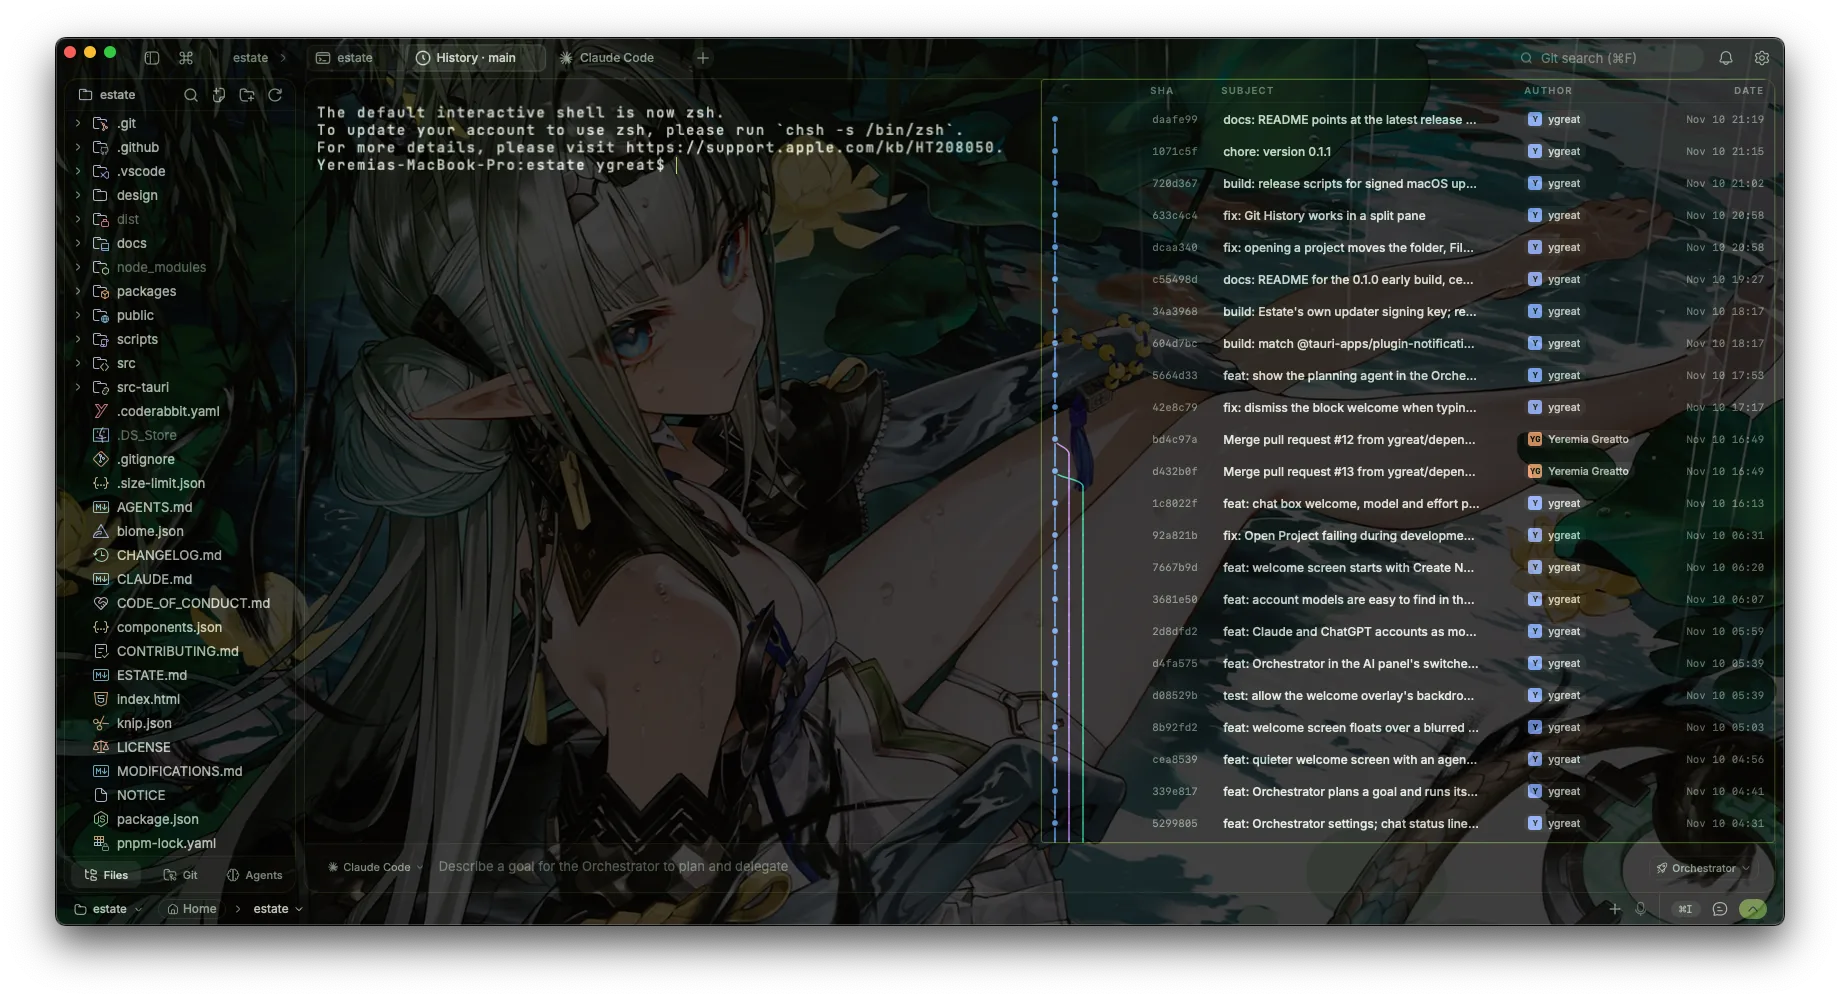 estate
estate
History · main
Claude Code
Git search (⌘F)
estate
.git
.github
.vscode
design
dist
docs
node_modules
packages
public
scripts
src
src-tauri
.coderabbit.yaml
.DS_Store
.gitignore
.size-limit.json
AGENTS.md
biome.json
CHANGELOG.md
CLAUDE.md
CODE_OF_CONDUCT.md
components.json
CONTRIBUTING.md
ESTATE.md
index.html
knip.json
LICENSE
MODIFICATIONS.md
NOTICE
package.json
pnpm-lock.yaml
Files Git Agents
The default interactive shell is now zsh.
To update your account to use zsh, please run `chsh -s /bin/zsh`.
For more details, please visit https://support.apple.com/kb/HT208050.
Yeremias-MacBook-Pro:estate ygreat$
SHA SUBJECT AUTHOR DATE
daafe99 docs: README points at the latest release ... Y ygreat Nov 10 21:19
1071c5f chore: version 0.1.1 Y ygreat Nov 10 21:15
720d367 build: release scripts for signed macOS up... Y ygreat Nov 10 21:02
633c4c4 fix: Git History works in a split pane Y ygreat Nov 10 20:58
dcaa340 fix: opening a project moves the folder, Fil... Y ygreat Nov 10 20:58
c55498d docs: README for the 0.1.0 early build, ce... Y ygreat Nov 10 19:27
34a3968 build: Estate's own updater signing key; re... Y ygreat Nov 10 18:17
604d7bc build: match @tauri-apps/plugin-notificati... Y ygreat Nov 10 18:17
5664d33 feat: show the planning agent in the Orche... Y ygreat Nov 10 17:53
42e8c79 fix: dismiss the block welcome when typin... Y ygreat Nov 10 17:17
bd4c97a Merge pull request #12 from ygreat/depen... YG Yeremia Greatto Nov 10 16:49
d432b0f Merge pull request #13 from ygreat/depen... YG Yeremia Greatto Nov 10 16:49
1c8022f feat: chat box welcome, model and effort p... Y ygreat Nov 10 16:13
92a821b fix: Open Project failing during developme... Y ygreat Nov 10 06:31
7667b9d feat: welcome screen starts with Create N... Y ygreat Nov 10 06:20
3681e50 feat: account models are easy to find in th... Y ygreat Nov 10 06:07
2d8dfd2 feat: Claude and ChatGPT accounts as mo... Y ygreat Nov 10 05:59
d4fa575 feat: Orchestrator in the AI panel's switche... Y ygreat Nov 10 05:39
d08529b test: allow the welcome overlay's backdro... Y ygreat Nov 10 05:39
8b92fd2 feat: welcome screen floats over a blurred ... Y ygreat Nov 10 05:03
cea8539 feat: quieter welcome screen with an agen... Y ygreat Nov 10 04:56
339e817 feat: Orchestrator plans a goal and runs its... Y ygreat Nov 10 04:41
5299805 feat: Orchestrator settings; chat status line... Y ygreat Nov 10 04:31
Claude Code Describe a goal for the Orchestrator to plan and delegate Orchestrator
estate Home estate ⌘I